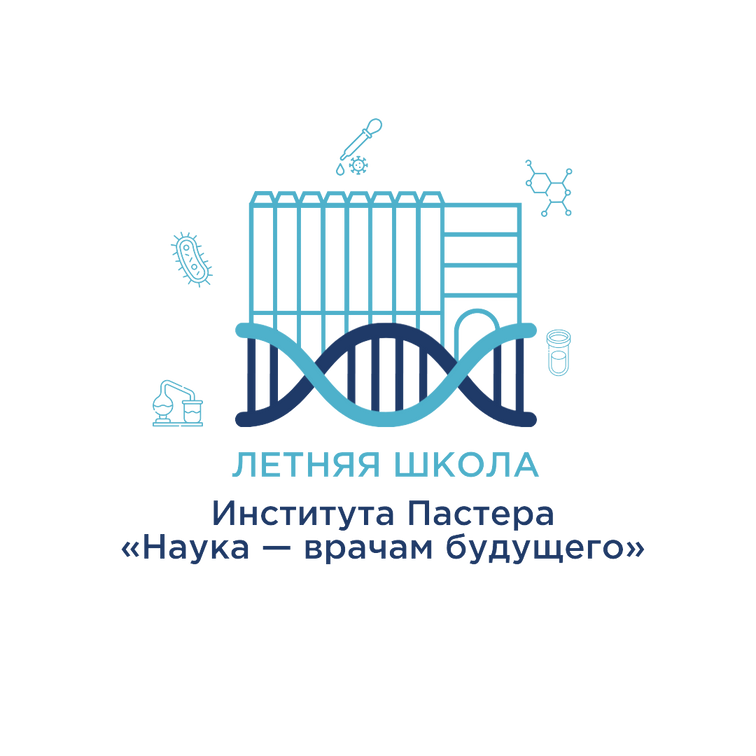 ЛЕТНЯЯ ШКОЛА
Института Пастера
«Наука — врачам будущего»